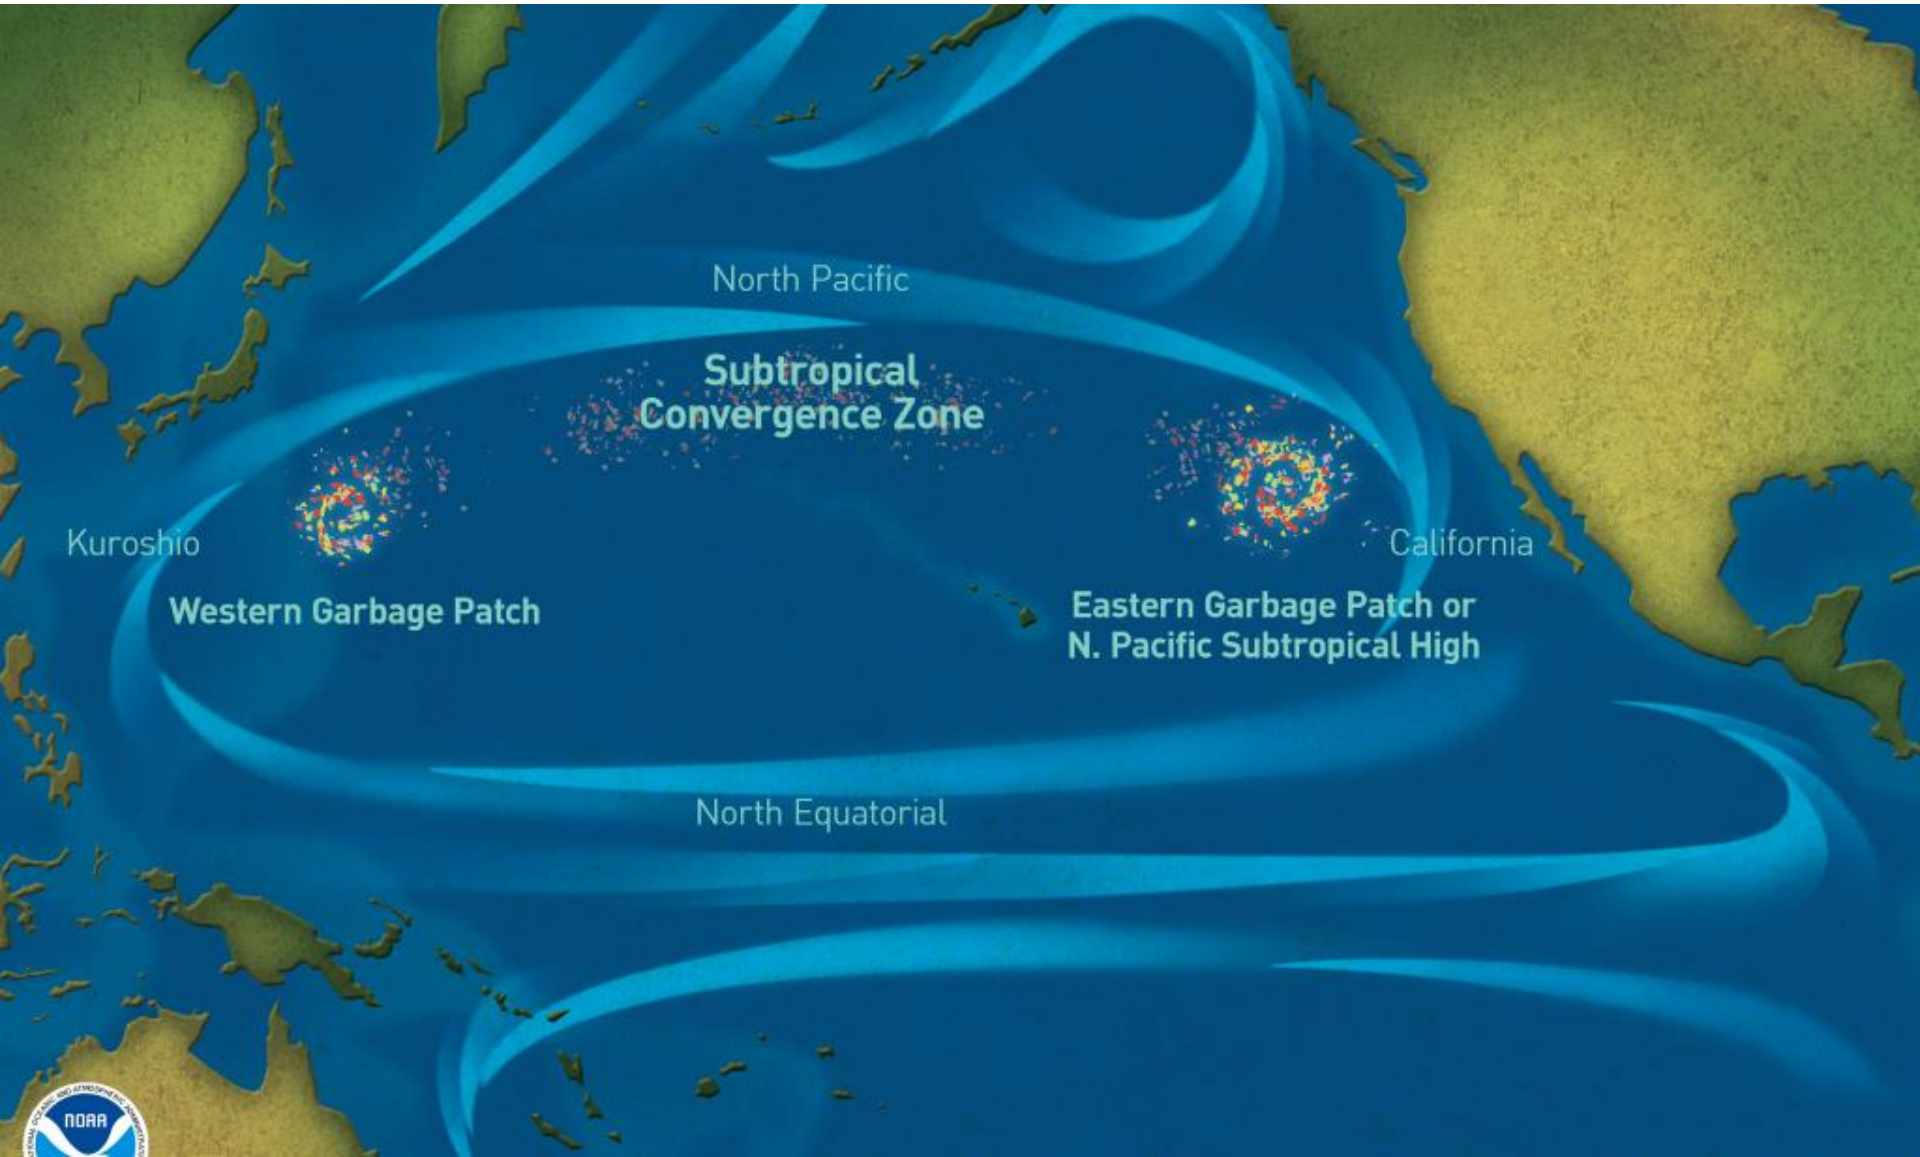 North Pacific
Subtropical
Convergence Zone
Kuroshio
California
Western Garbage Patch
Eastern Garbage Patch or
N. Pacific Subtropical High
North Equatorial
NOAA